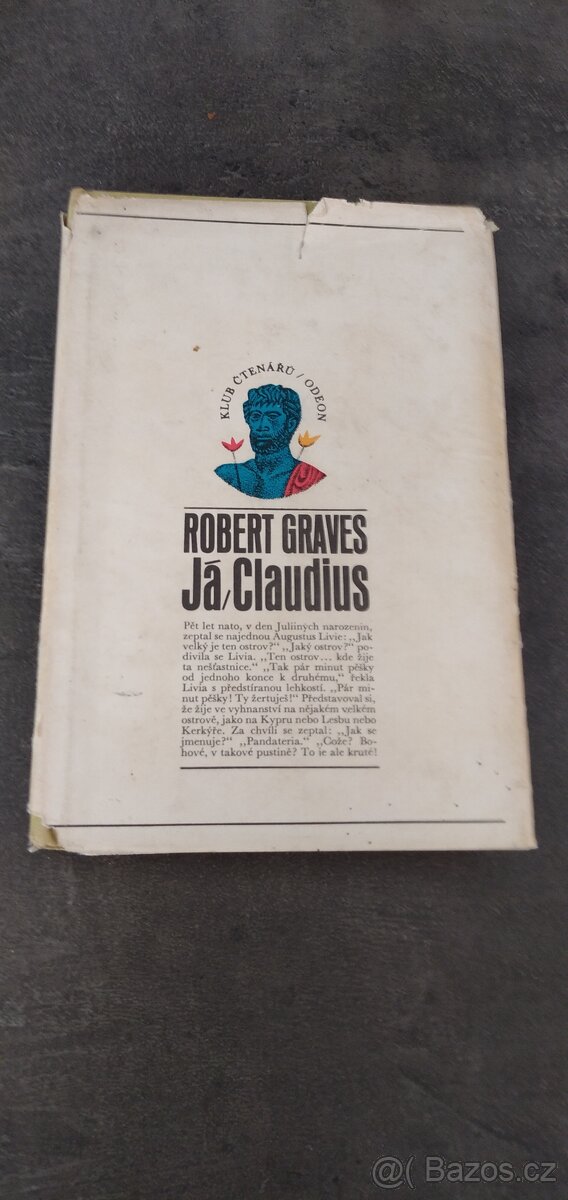 KLUB ČTENÁŘŮ / ODEON
ROBERT GRAVES
Já, Claudius
Pět let nato, v den Juliiných narozenin,
zeptal se najednou Augustus Livie: „Jak
velký je ten ostrov?“ „Jaký ostrov?“ po-
divila se Livia. „Ten ostrov... kde žije
ta nešťastnice.“ „Tak pár minut pěšky
od jednoho konce k druhému,“ řekla
Livia s předstíranou lehkostí. „Pár mi-
nut pěšky! Ty žertuješ!“ Představoval si,
že žije ve vyhnanství na nějakém velkém
ostrově, jako na Kypru nebo Lesbu nebo
Kerkýře. Za chvíli se zeptal: „Jak se
jmenuje?“ „Pandateria.“ „Cože? Bo-
hové, v takové pustině? To je ale kruté!
@( Bazos.cz